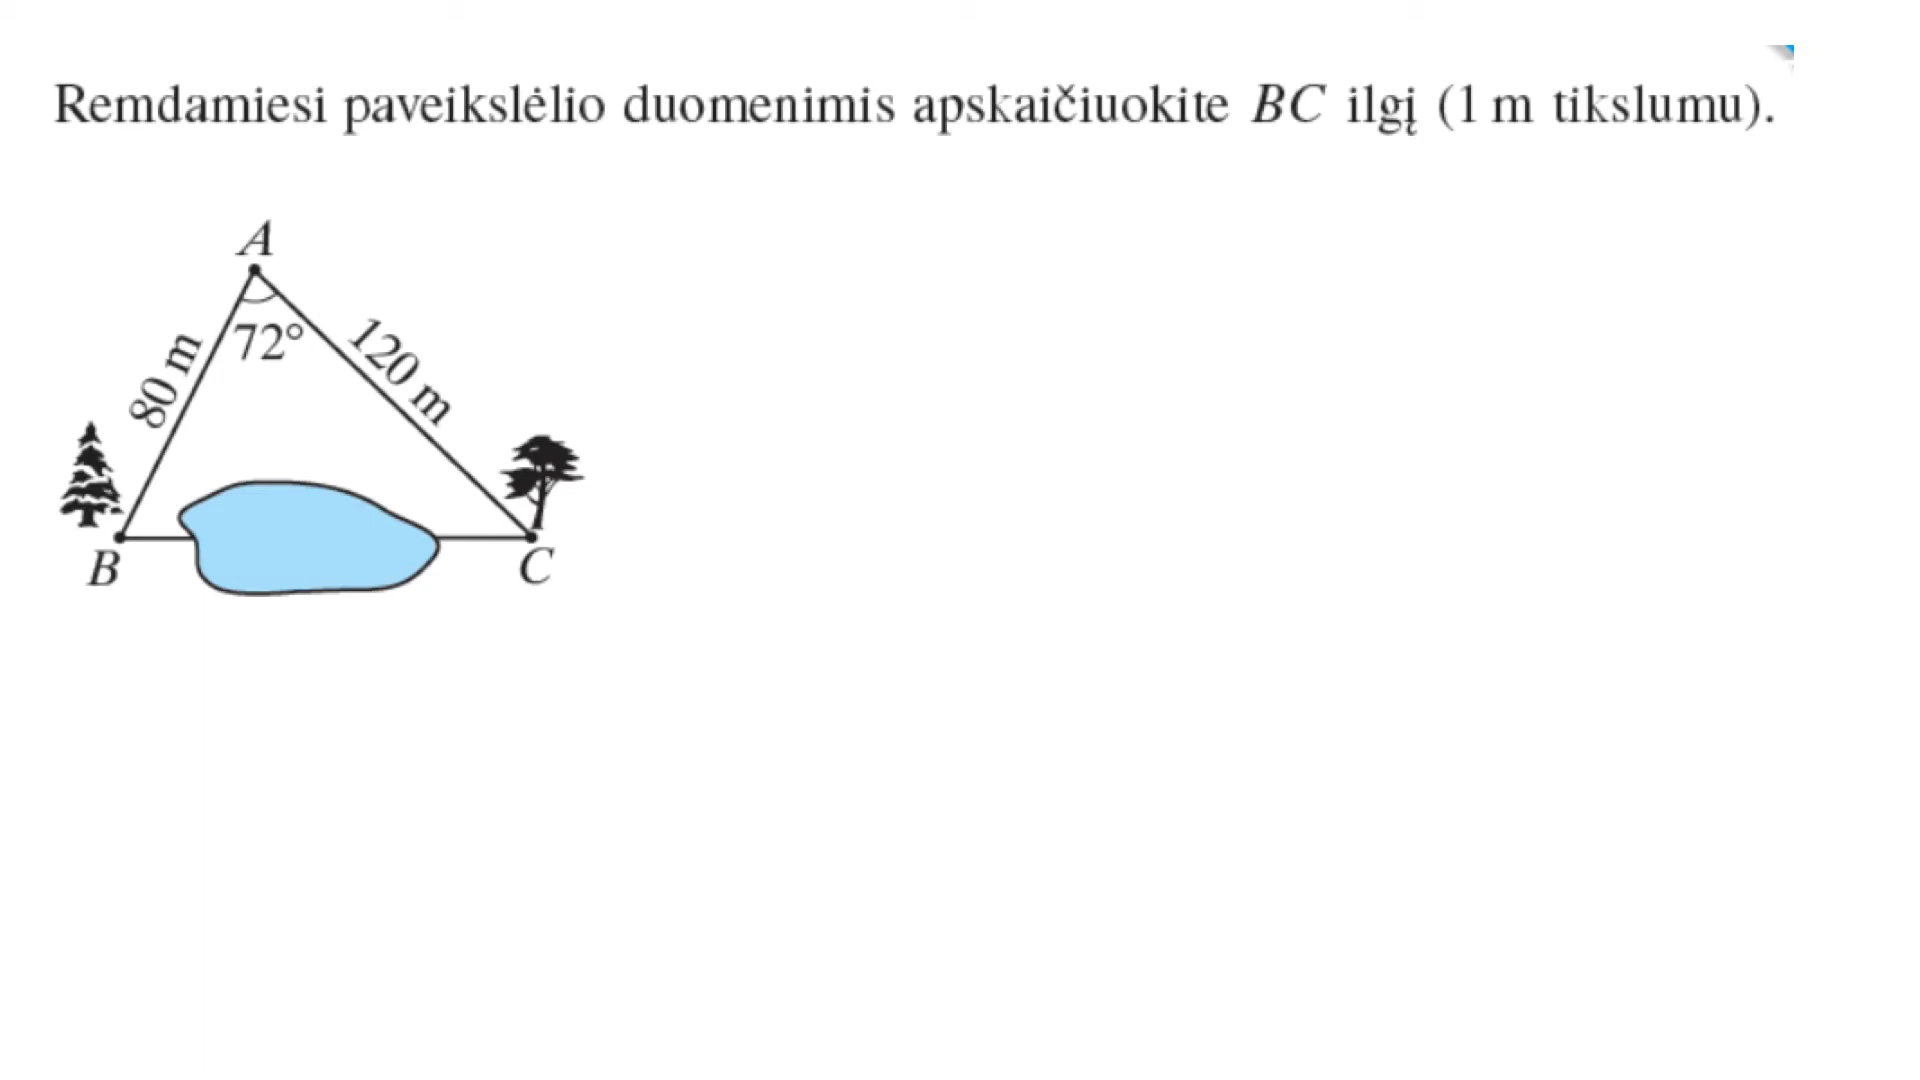 Remdamiesi paveikslėlio duomenimis apskaičiuokite BC ilgį (1 m tikslumu).
A
72°
80 m
120 m
B
C